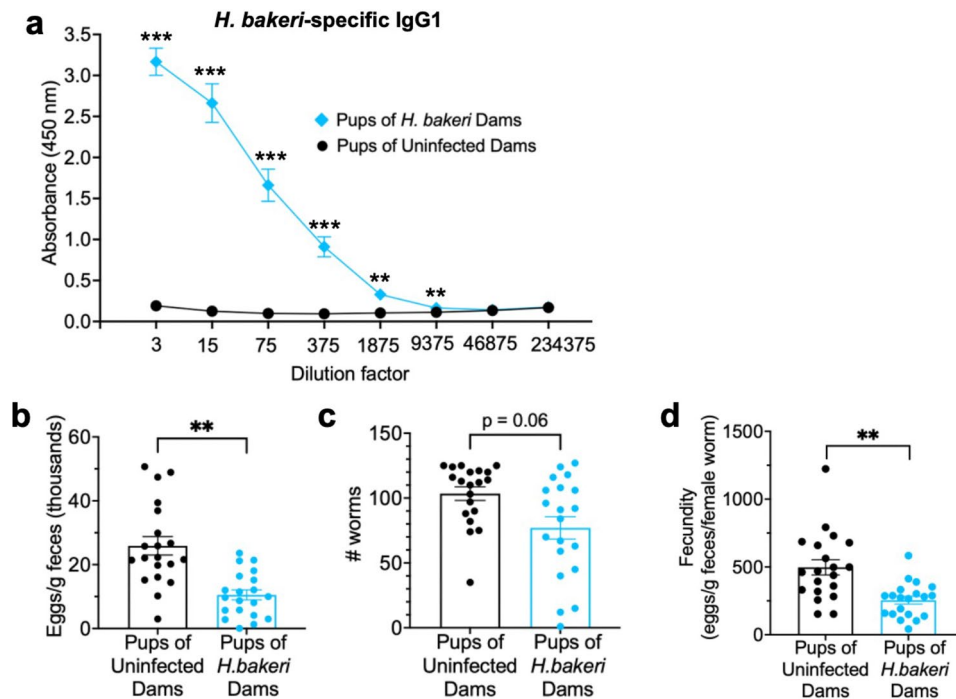 a
H. bakeri-specific IgG1
Absorbance (450 nm)
3.5
3.0
2.5
2.0
1.5
1.0
0.5
0.0
*** *** *** *** ** **
Pups of H. bakeri Dams
Pups of Uninfected Dams
3 15 75 375 1875 9375 46875 234375
Dilution factor
b
Eggs/g feces (thousands)
60
40
20
0
**
Pups of Uninfected Dams
Pups of H.bakeri Dams
c
# worms
150
100
50
0
p = 0.06
Pups of Uninfected Dams
Pups of H.bakeri Dams
d
Fecundity
(eggs/g feces/female worm)
1500
1000
500
0
**
Pups of Uninfected Dams
Pups of H.bakeri Dams